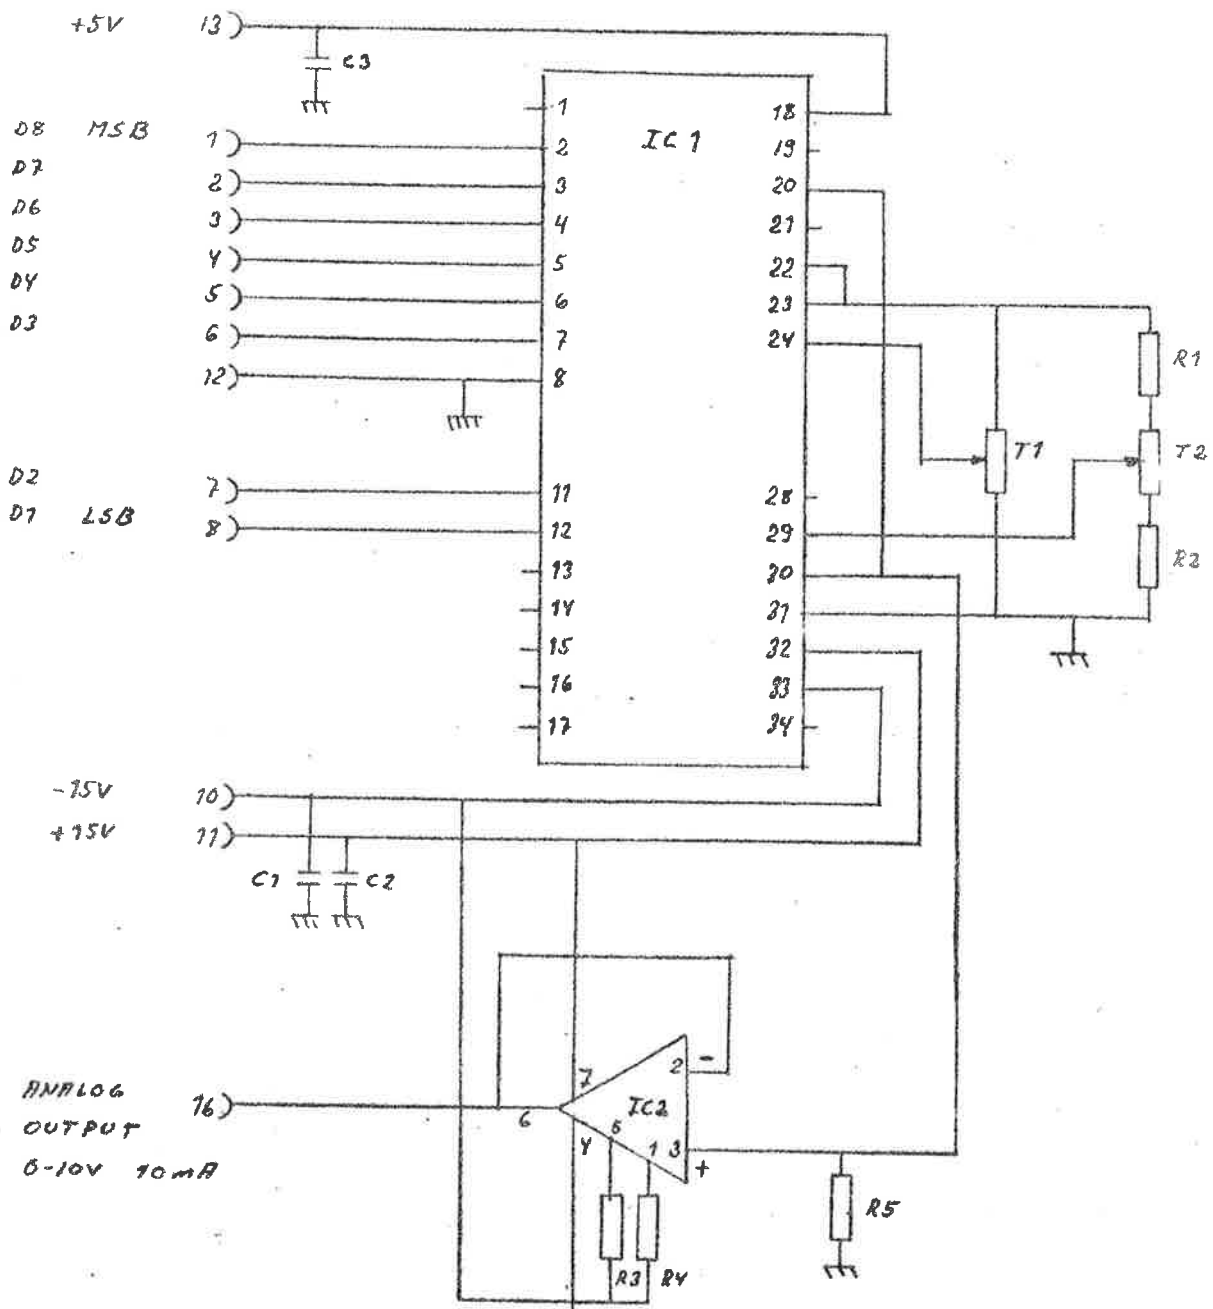 +5V 13
C3
1 18
D8 MSB 1 2 IC1 19
D7 2 3 20
D6 3 4 21
D5 4 5 22
D4 5 6 23
D3 6 7 24 R1
12 8 T1 T2
D2 7 11 28
D1 LSB 8 12 29
13 30 R2
14 31
15 32
16 33
17 34
-15V 10
+15V 11
C1 C2
7 2 -
ANALOG 16 6 IC2
OUTPUT 4 5 1 3 +
0-10V 10mA
R5
R3 R4